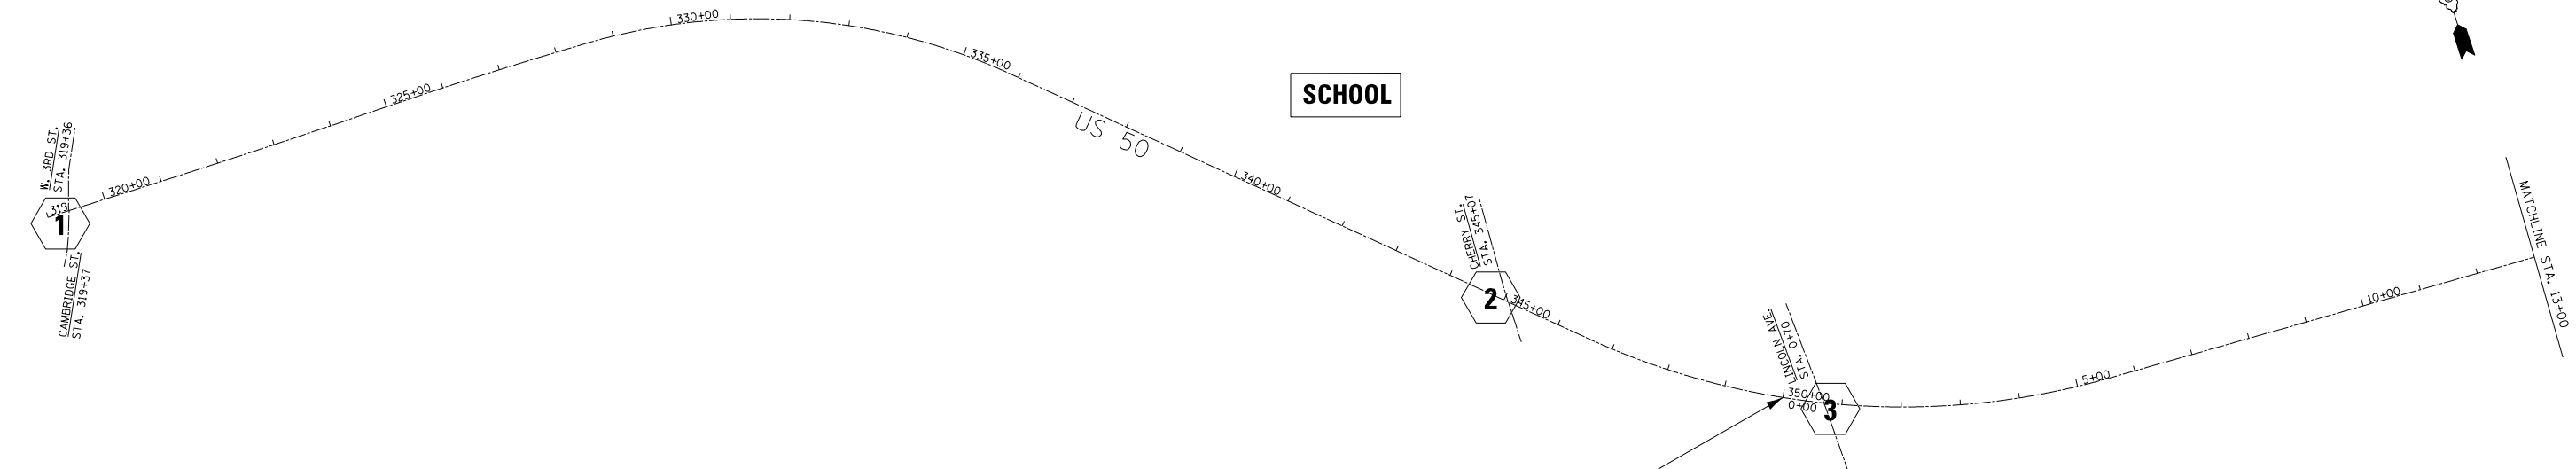 330+00
335+00
325+00
SCHOOL
US 50
W. 3RD ST.
STA. 319+36
320+00
340+00
319
1
CHERRY ST.
STA. 345+07
MATCHLINE STA. 13+00
CAMBRIDGE ST.
STA. 319+37
2
345+00
10+00
LINCOLN AVE.
STA. 0+70
5+00
350+00
0+00
3